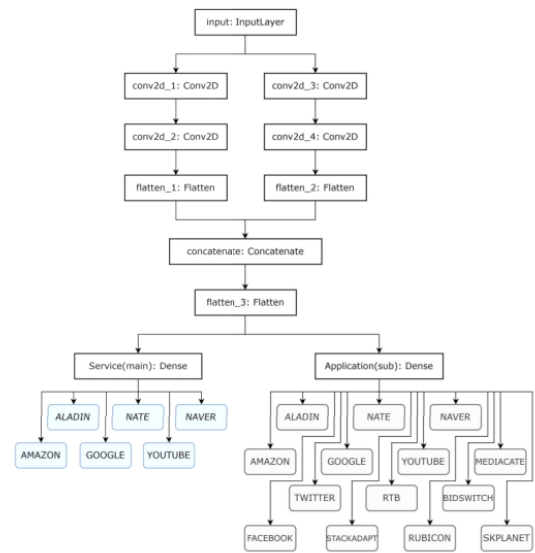 input: InputLayer
conv2d_1: Conv2D conv2d_3: Conv2D
conv2d_2: Conv2D conv2d_4: Conv2D
flatten_1: Flatten flatten_2: Flatten
concatenate: Concatenate
flatten_3: Flatten
Service(main): Dense Application(sub): Dense
ALADIN NATE NAVER ALADIN NATE NAVER
AMAZON GOOGLE YOUTUBE AMAZON GOOGLE YOUTUBE MEDIACATE
TWITTER RTB BIDSWITCH
FACEBOOK STACKADAPT RUBICON SKPLANET